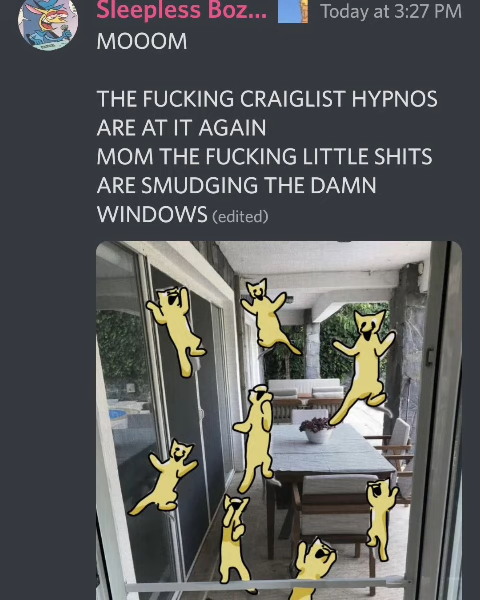 Sleepless Boz...
Today at 3:27 PM
MOOOM
THE FUCKING CRAIGLIST HYPNOS
ARE AT IT AGAIN
MOM THE FUCKING LITTLE SHITS
ARE SMUDGING THE DAMN
WINDOWS (edited)